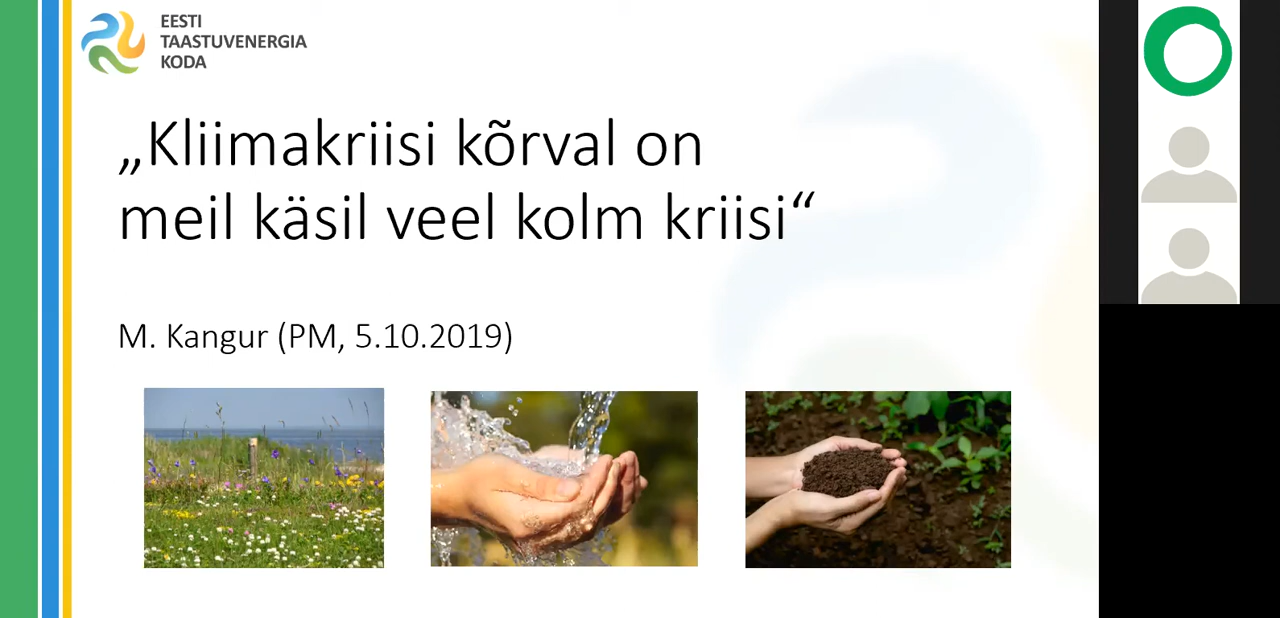 EESTI
TAASTUVENERGIA
KODA
„Kliimakriisi kõrval on
meil käsil veel kolm kriisi“
M. Kangur (PM, 5.10.2019)